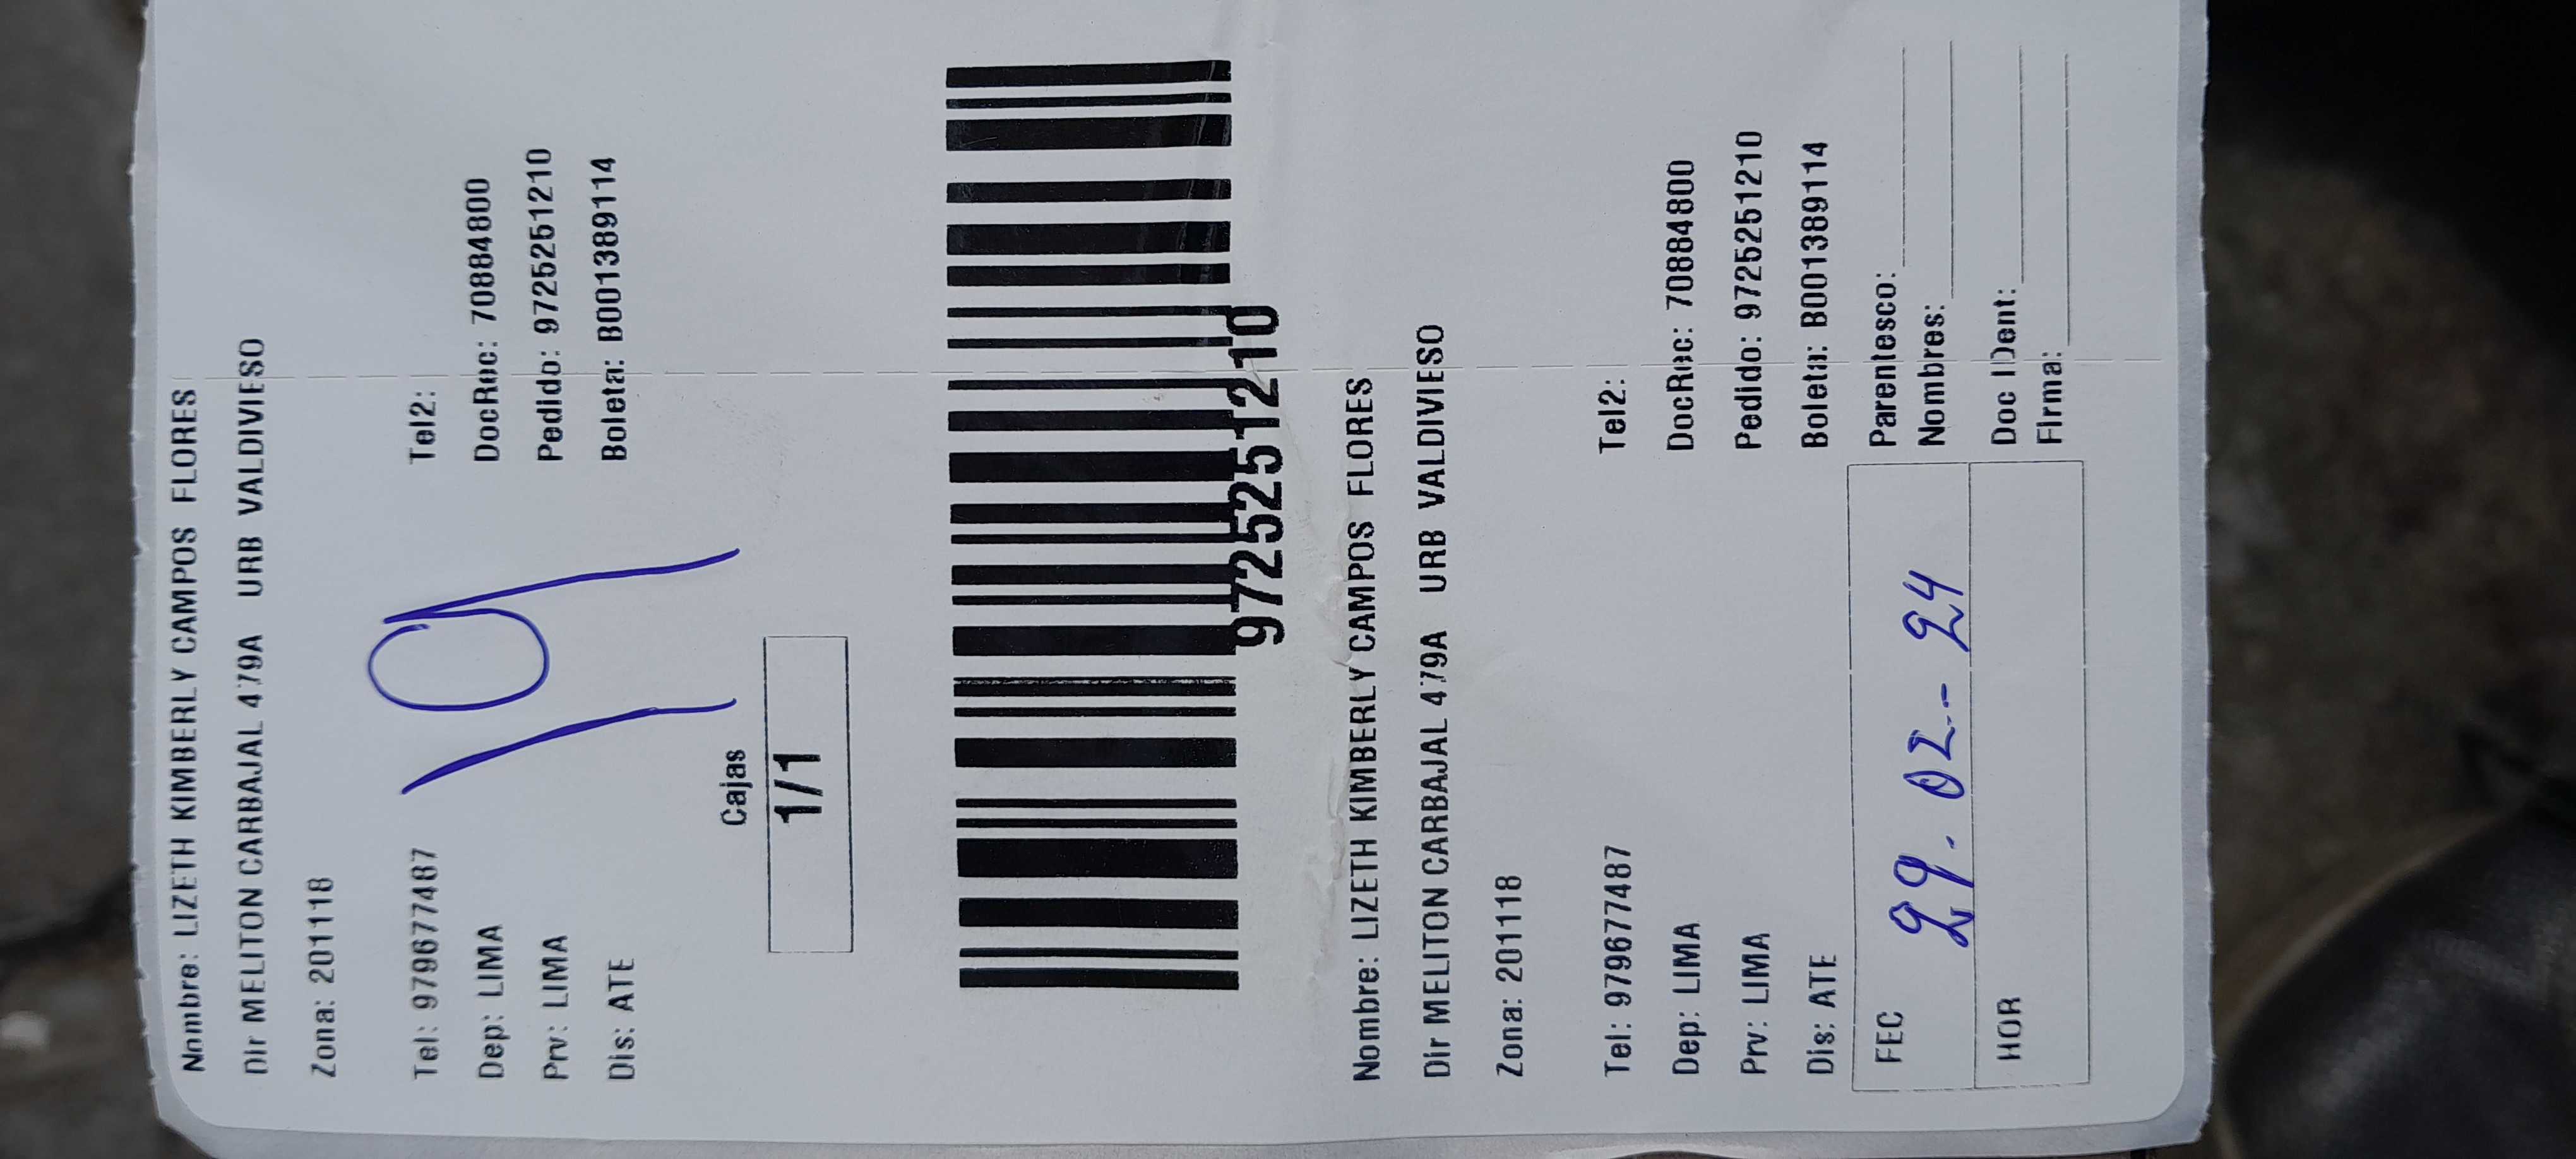 Nombre: LIZETH KIMBERLY CAMPOS FLORES
Dir MELITON CARBAJAL 479A URB VALDIVIESO
Zona: 201118
Tel: 979677487 Tel2:
Dep: LIMA DocRec: 70884800
Prv: LIMA Pedido: 9725251210
Dis: ATE Boleta: B001389114
19
Cajas
1/1
9725251210
Nombre: LIZETH KIMBERLY CAMPOS FLORES
Dir MELITON CARBAJAL 479A URB VALDIVIESO
Zona: 201118
Tel: 979677487 Tel2:
Dep: LIMA DocRec: 70884800
Prv: LIMA Pedido: 9725251210
Dis: ATE Boleta: B001389114
FEC 29.02-24 Parentesco:
Nombres:
HOR Doc IDent:
Firma: